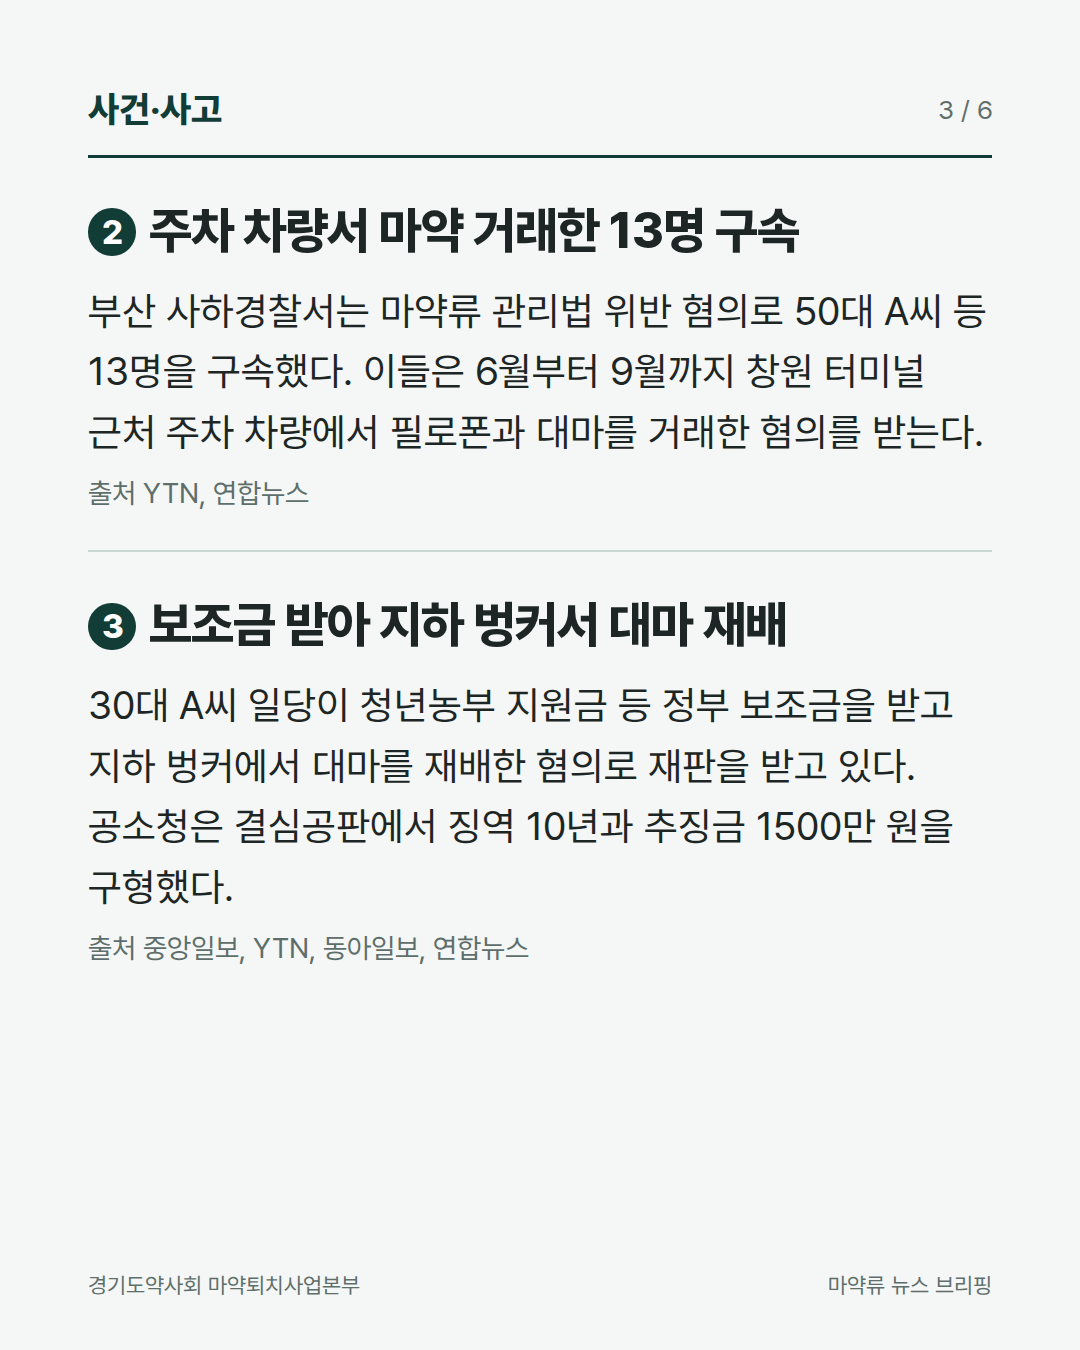 사건·사고
3 / 6
2 주차 차량서 마약 거래한 13명 구속
부산 사하경찰서는 마약류 관리법 위반 혐의로 50대 A씨 등
13명을 구속했다. 이들은 6월부터 9월까지 창원 터미널
근처 주차 차량에서 필로폰과 대마를 거래한 혐의를 받는다.
출처 YTN, 연합뉴스
3 보조금 받아 지하 벙커서 대마 재배
30대 A씨 일당이 청년농부 지원금 등 정부 보조금을 받고
지하 벙커에서 대마를 재배한 혐의로 재판을 받고 있다.
공소청은 결심공판에서 징역 10년과 추징금 1500만 원을
구형했다.
출처 중앙일보, YTN, 동아일보, 연합뉴스
경기도약사회 마약퇴치사업본부
마약류 뉴스 브리핑